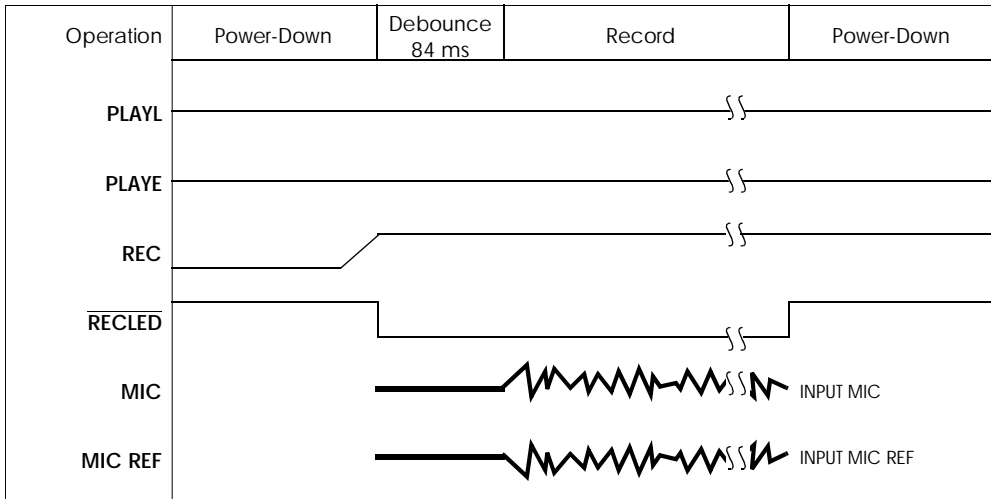 Operation Power-Down Debounce 84 ms Record Power-Down
PLAYL
PLAYE
REC
RECLED
MIC INPUT MIC
MIC REF INPUT MIC REF